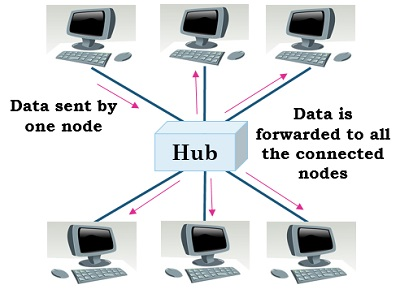 Data sent by
one node
Hub
Data is
forwarded to all
the connected
nodes